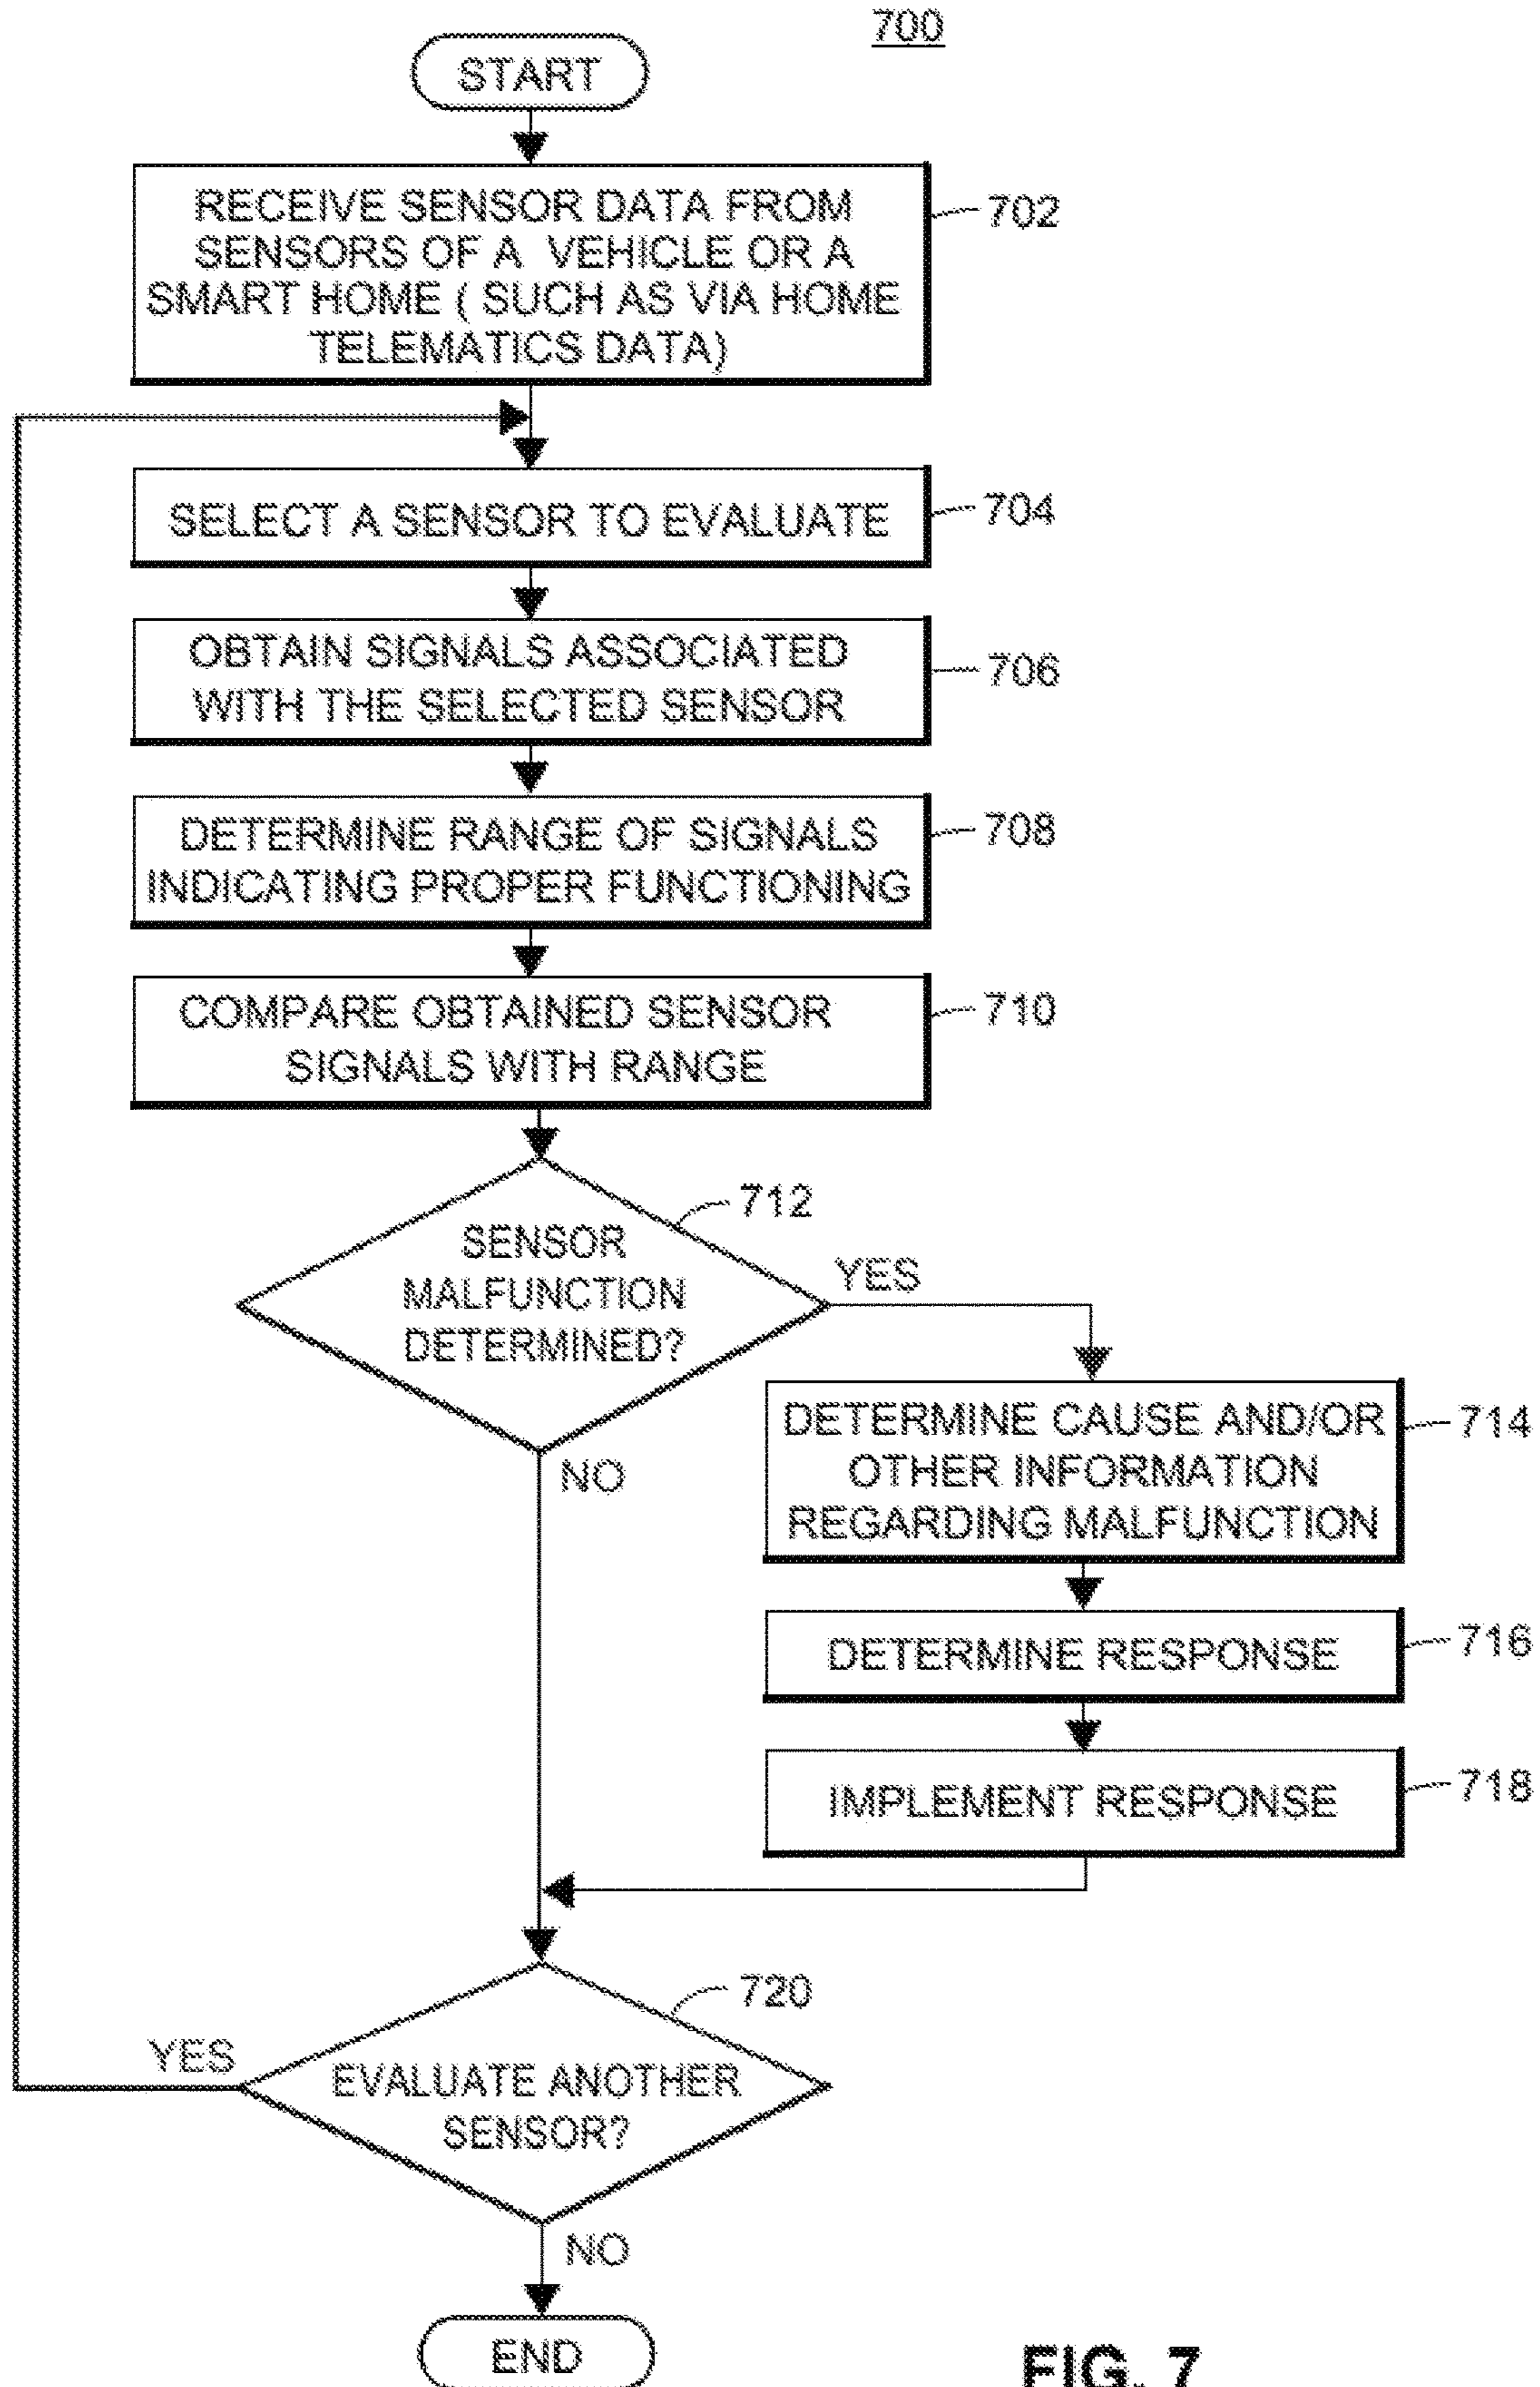 700
START
RECEIVE SENSOR DATA FROM
SENSORS OF A VEHICLE OR A
SMART HOME ( SUCH AS VIA HOME
TELEMATICS DATA)
702
SELECT A SENSOR TO EVALUATE
704
OBTAIN SIGNALS ASSOCIATED
WITH THE SELECTED SENSOR
706
DETERMINE RANGE OF SIGNALS
INDICATING PROPER FUNCTIONING
708
COMPARE OBTAINED SENSOR
SIGNALS WITH RANGE
710
712
SENSOR
MALFUNCTION
DETERMINED?
YES
NO
DETERMINE CAUSE AND/OR
OTHER INFORMATION
REGARDING MALFUNCTION
714
DETERMINE RESPONSE
716
IMPLEMENT RESPONSE
718
720
YES
EVALUATE ANOTHER
SENSOR?
NO
END
FIG. 7